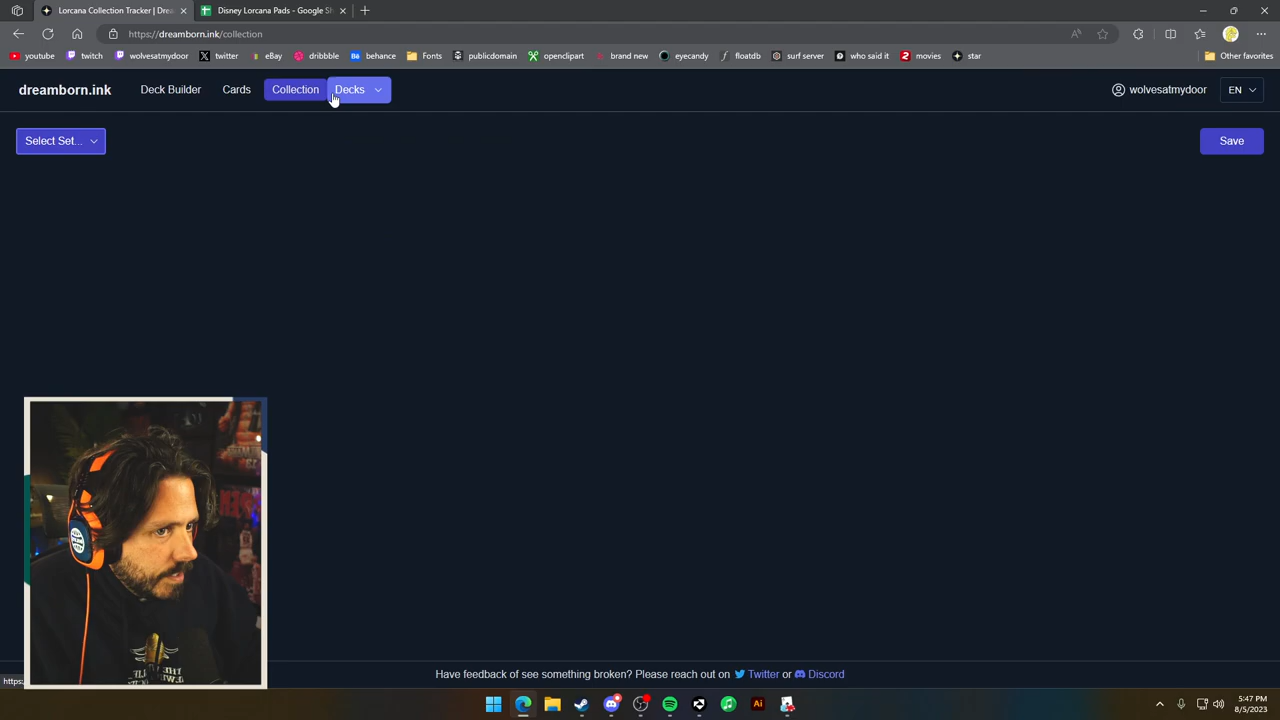 Lorcana Collection Tracker | Drea
Disney Lorcana Pads - Google Sh
https://dreamborn.ink/collection
youtube twitch wolvesatmydoor twitter eBay dribbble behance Fonts publicdomain openclipart brand new eyecandy floatdb surf server who said it movies star Other favorites
dreamborn.ink Deck Builder Cards Collection Decks wolvesatmydoor EN
Select Set... Save
Have feedback of see something broken? Please reach out on Twitter or Discord
https:
5:47 PM
8/5/2023